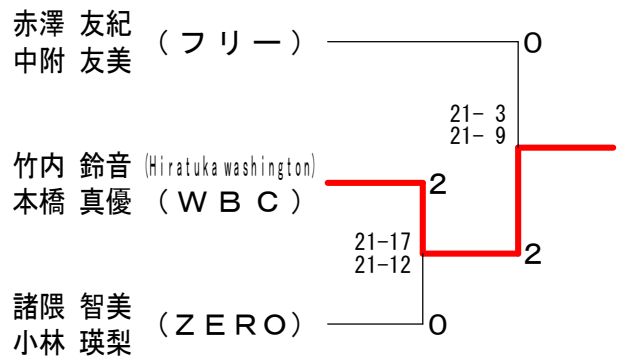 赤澤 友紀
中附 友美
(フリー)
0
21- 3
21- 9
竹内 鈴音 (Hiratuka washington)
本橋 真優 (WBC)
2
21-17
21-12
2
諸隈 智美
小林 瑛梨
(ZERO)
0